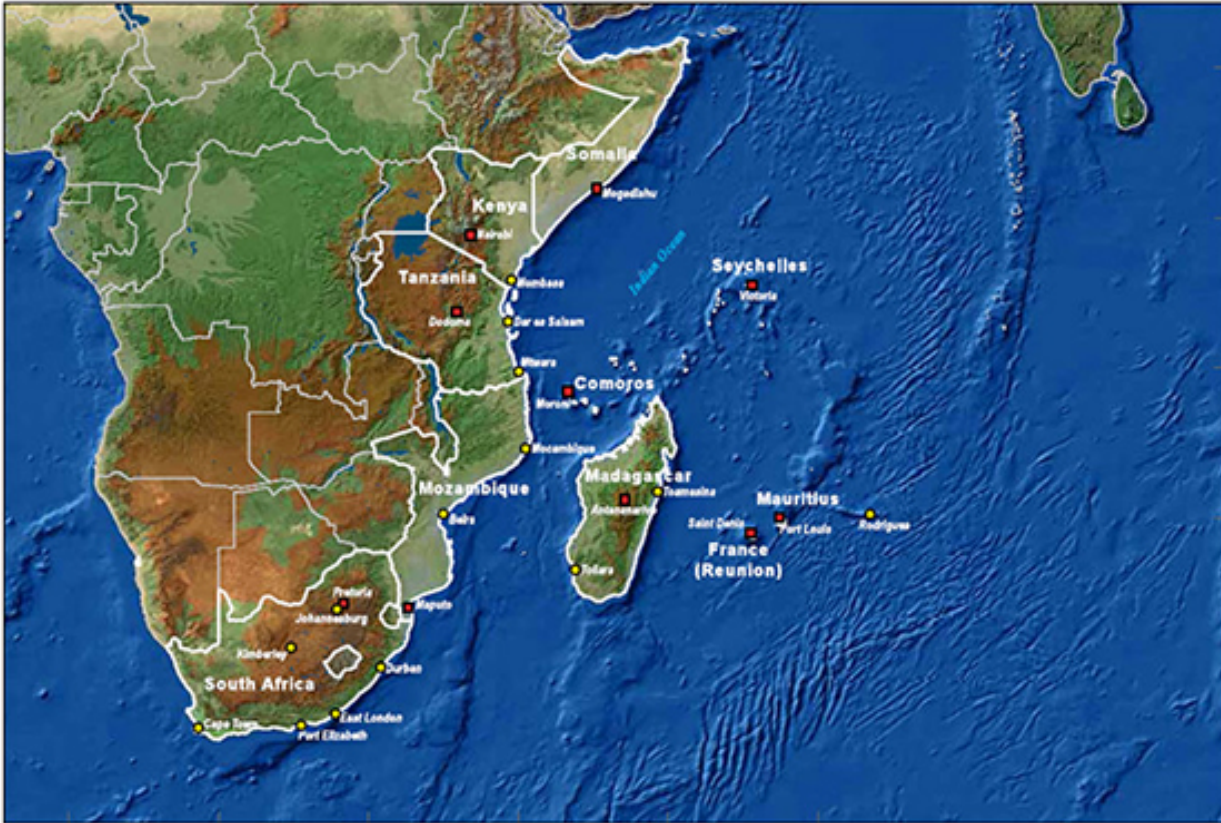 Somalie
Mogadishu
Kenya
Nairobi
Indian Ocean
Seychelles
Victoria
Tanzania
Mombasa
Dodoma
Dar es Salaam
Mtwara
Comoros
Moroni
Mocambique
Madagascar
Mozambique
Toamasina
Antananarivo
Mauritius
Beira
Saint Denis
Port Louis
Rodrigues
France
(Reunion)
Toliara
Pretoria
Johannesburg
Maputo
Kimberley
Durban
South Africa
East London
Cape Town
Port Elizabeth